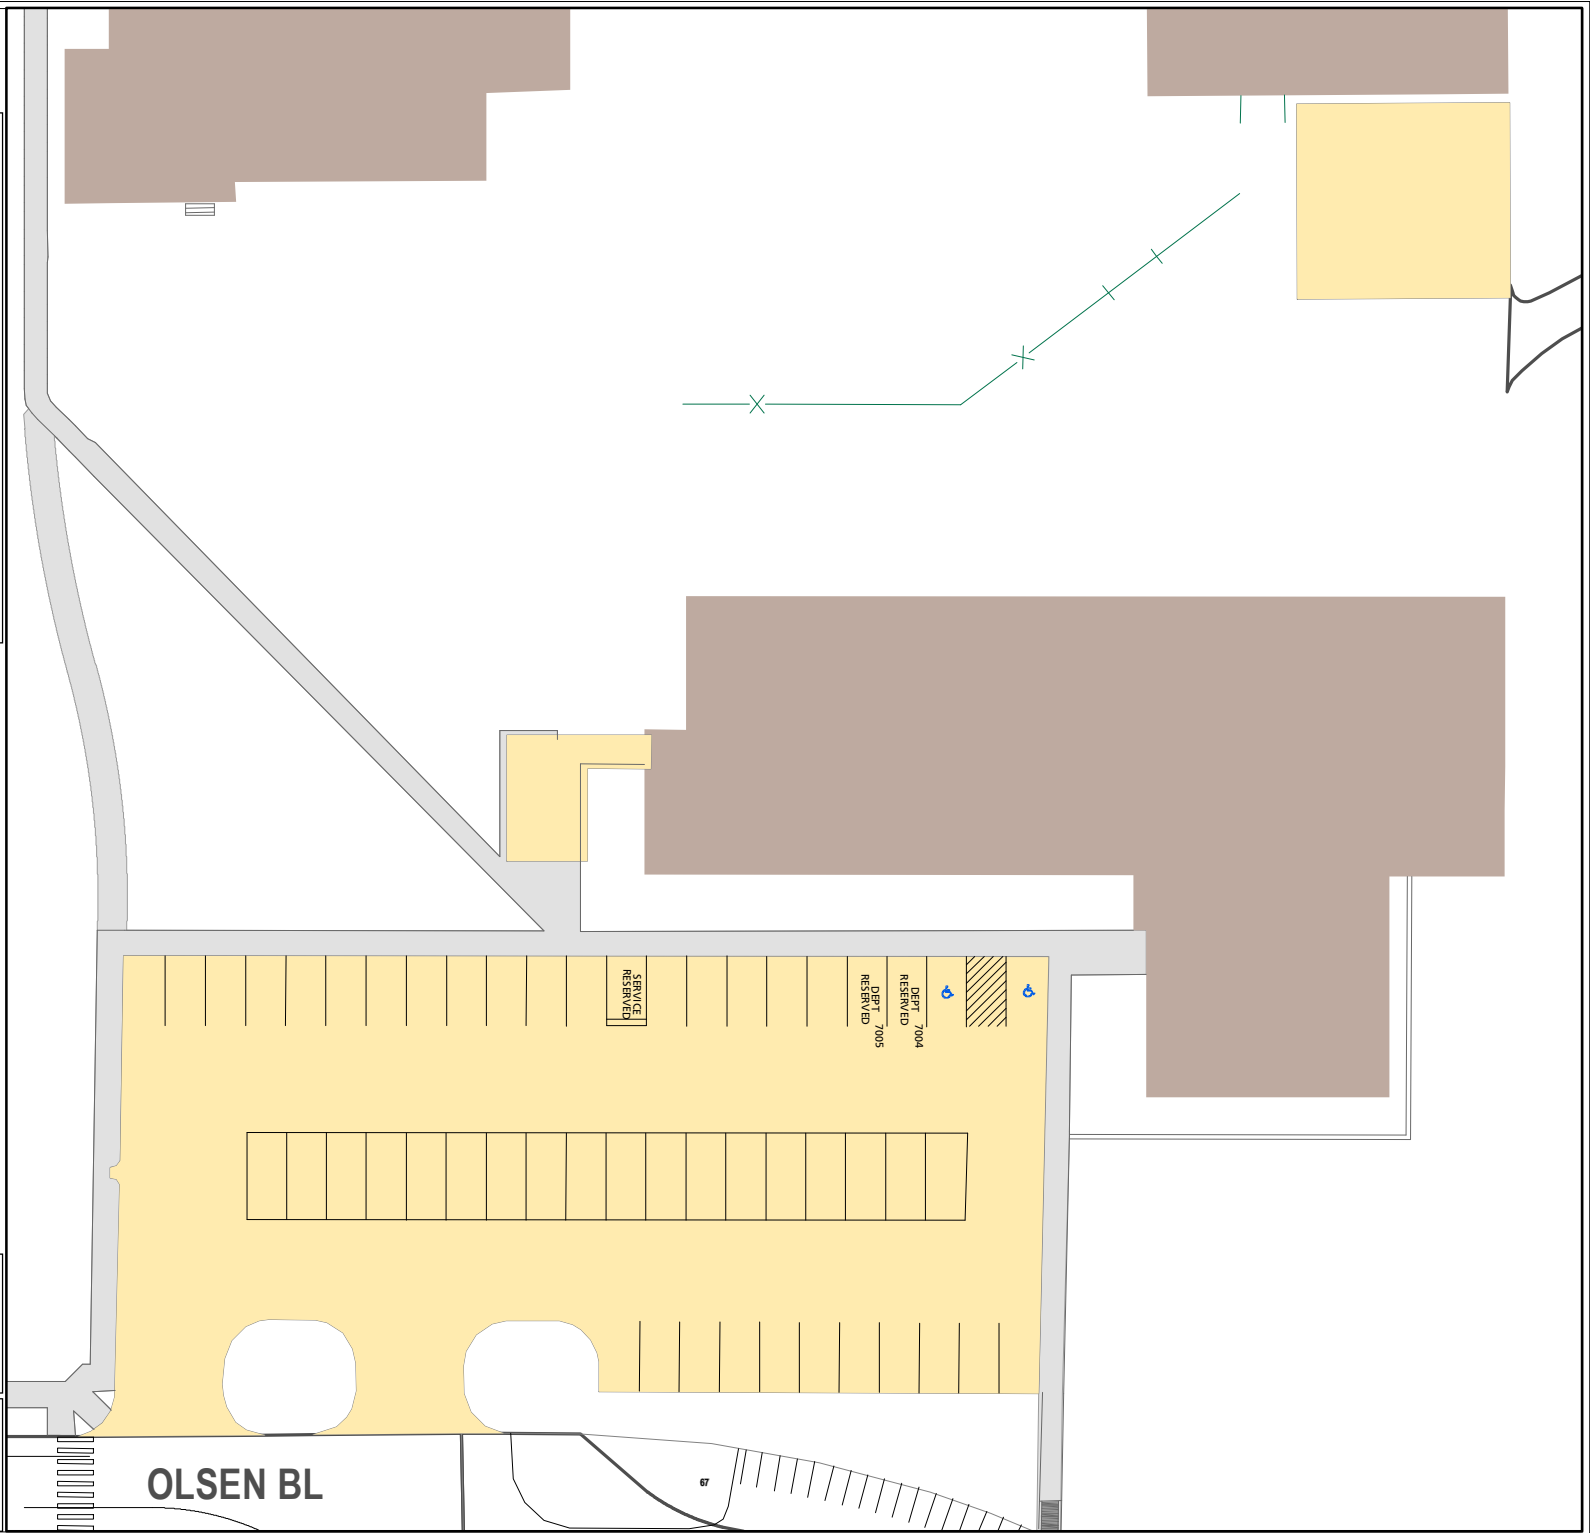 SERVICE
RESERVED
DEPT 7005
RESERVED
DEPT 7004
RESERVED
OLSEN BL
67